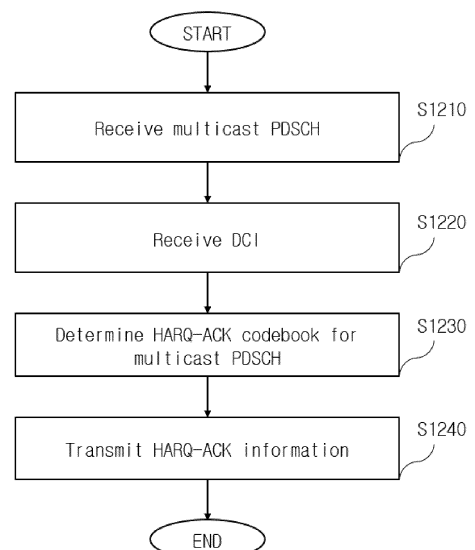 START
Receive multicast PDSCH
S1210
Receive DCI
S1220
Determine HARQ-ACK codebook for
multicast PDSCH
S1230
Transmit HARQ-ACK information
S1240
END